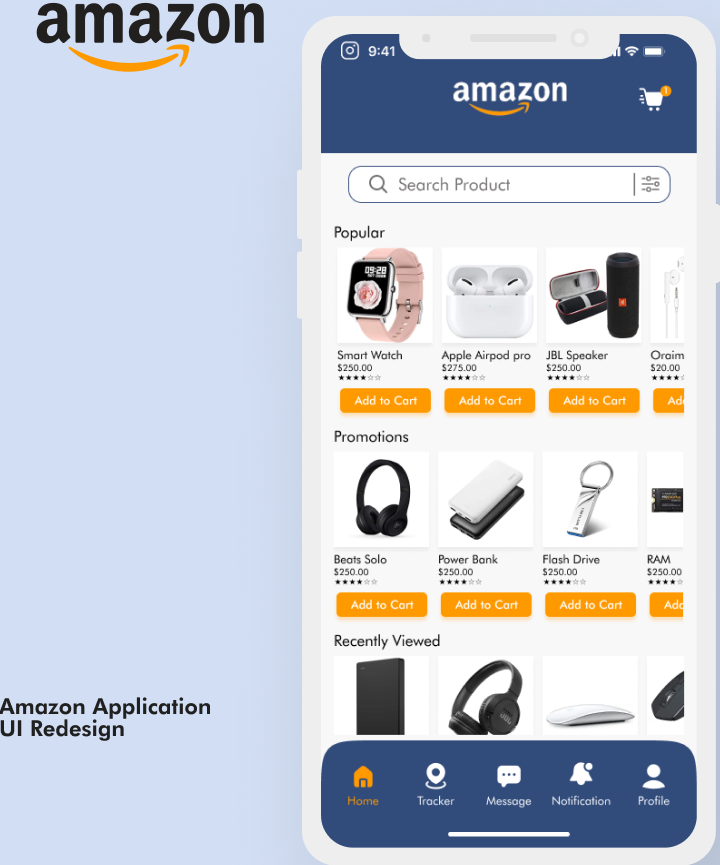 amazon
9:41
amazon
1
Search Product
Popular
09:28
JBL
Smart Watch
Apple Airpod pro
JBL Speaker
Oraim
$250.00
$275.00
$250.00
$20.00
Add to Cart
Add to Cart
Add to Cart
Ad
Promotions
Beats Solo
Power Bank
Flash Drive
RAM
$250.00
$250.00
$250.00
$250.00
Add to Cart
Add to Cart
Add to Cart
Add
Recently Viewed
Amazon Application
UI Redesign
Home
Tracker
Message
Notification
Profile